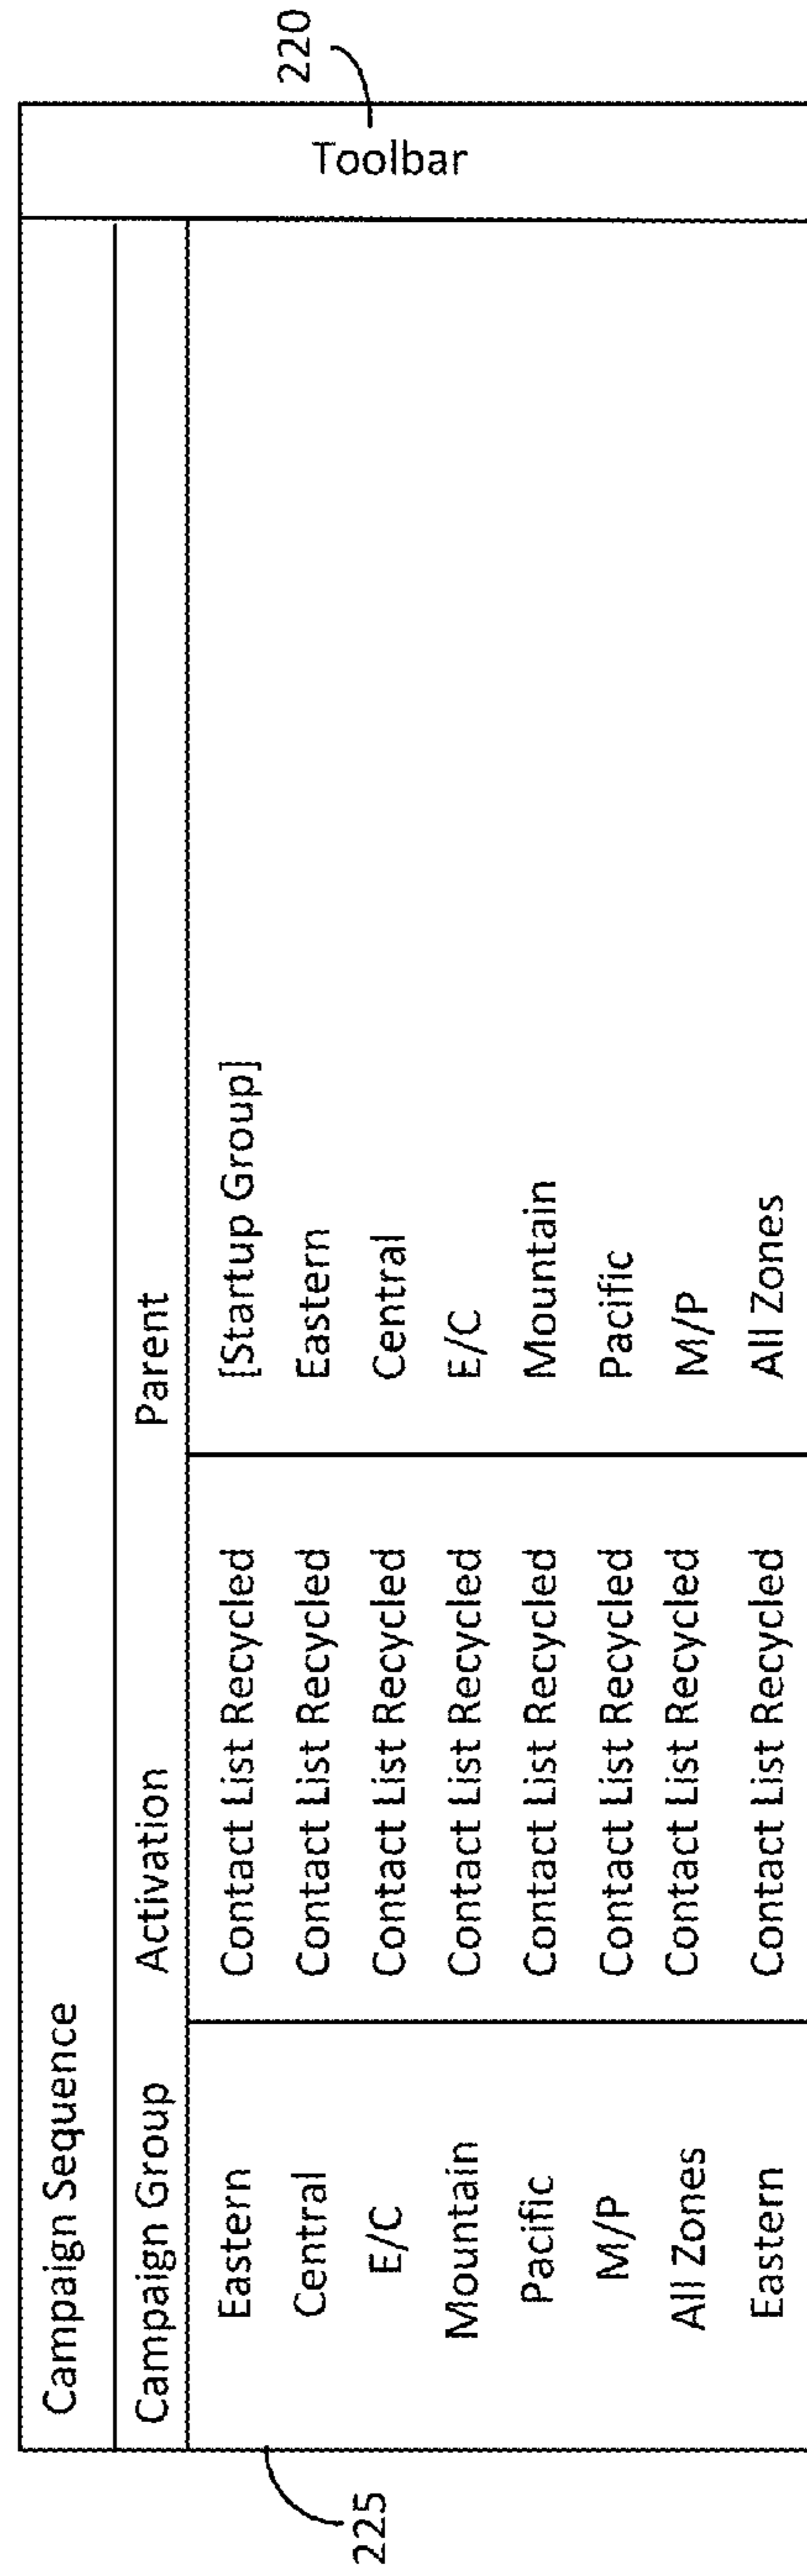 Campaign Sequence
Campaign Group Activation Parent
Eastern Contact List Recycled [Startup Group]
Central Contact List Recycled Eastern
E/C Contact List Recycled Central
Mountain Contact List Recycled E/C
Pacific Contact List Recycled Mountain
M/P Contact List Recycled Pacific
All Zones Contact List Recycled M/P
Eastern Contact List Recycled All Zones
Toolbar
220
225